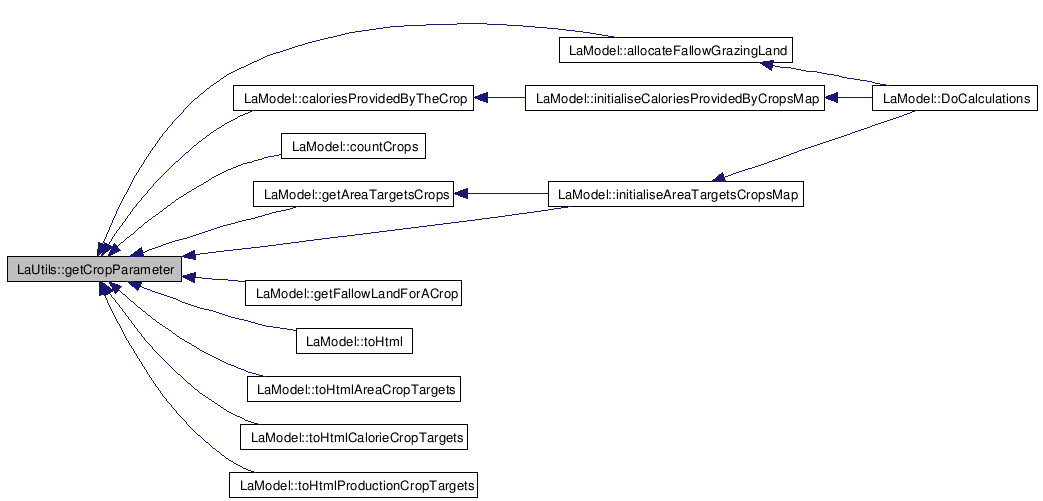 LaModel::allocateFallowGrazingLand
LaModel::caloriesProvidedByTheCrop
LaModel::initialiseCaloriesProvidedByCropsMap
LaModel::DoCalculations
LaModel::countCrops
LaModel::getAreaTargetsCrops
LaModel::initialiseAreaTargetsCropsMap
LaUtils::getCropParameter
LaModel::getFallowLandForACrop
LaModel::toHtml
LaModel::toHtmlAreaCropTargets
LaModel::toHtmlCalorieCropTargets
LaModel::toHtmlProductionCropTargets